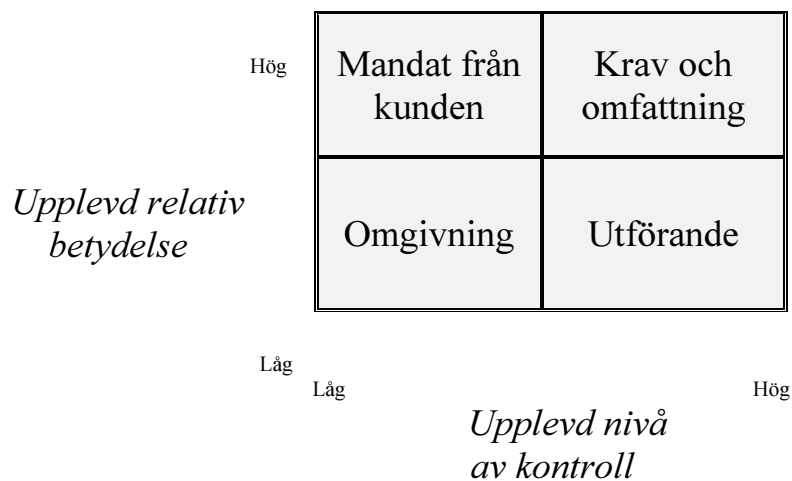 Hög
Mandat från
kunden
Krav och
omfattning
Upplevd relativ
betydelse
Omgivning
Utförande
Låg
Låg
Hög
Upplevd nivå
av kontroll